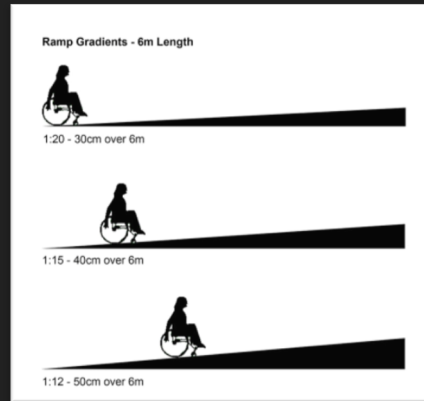 Ramp Gradients - 6m Length
1:20 - 30cm over 6m
1:15 - 40cm over 6m
1:12 - 50cm over 6m